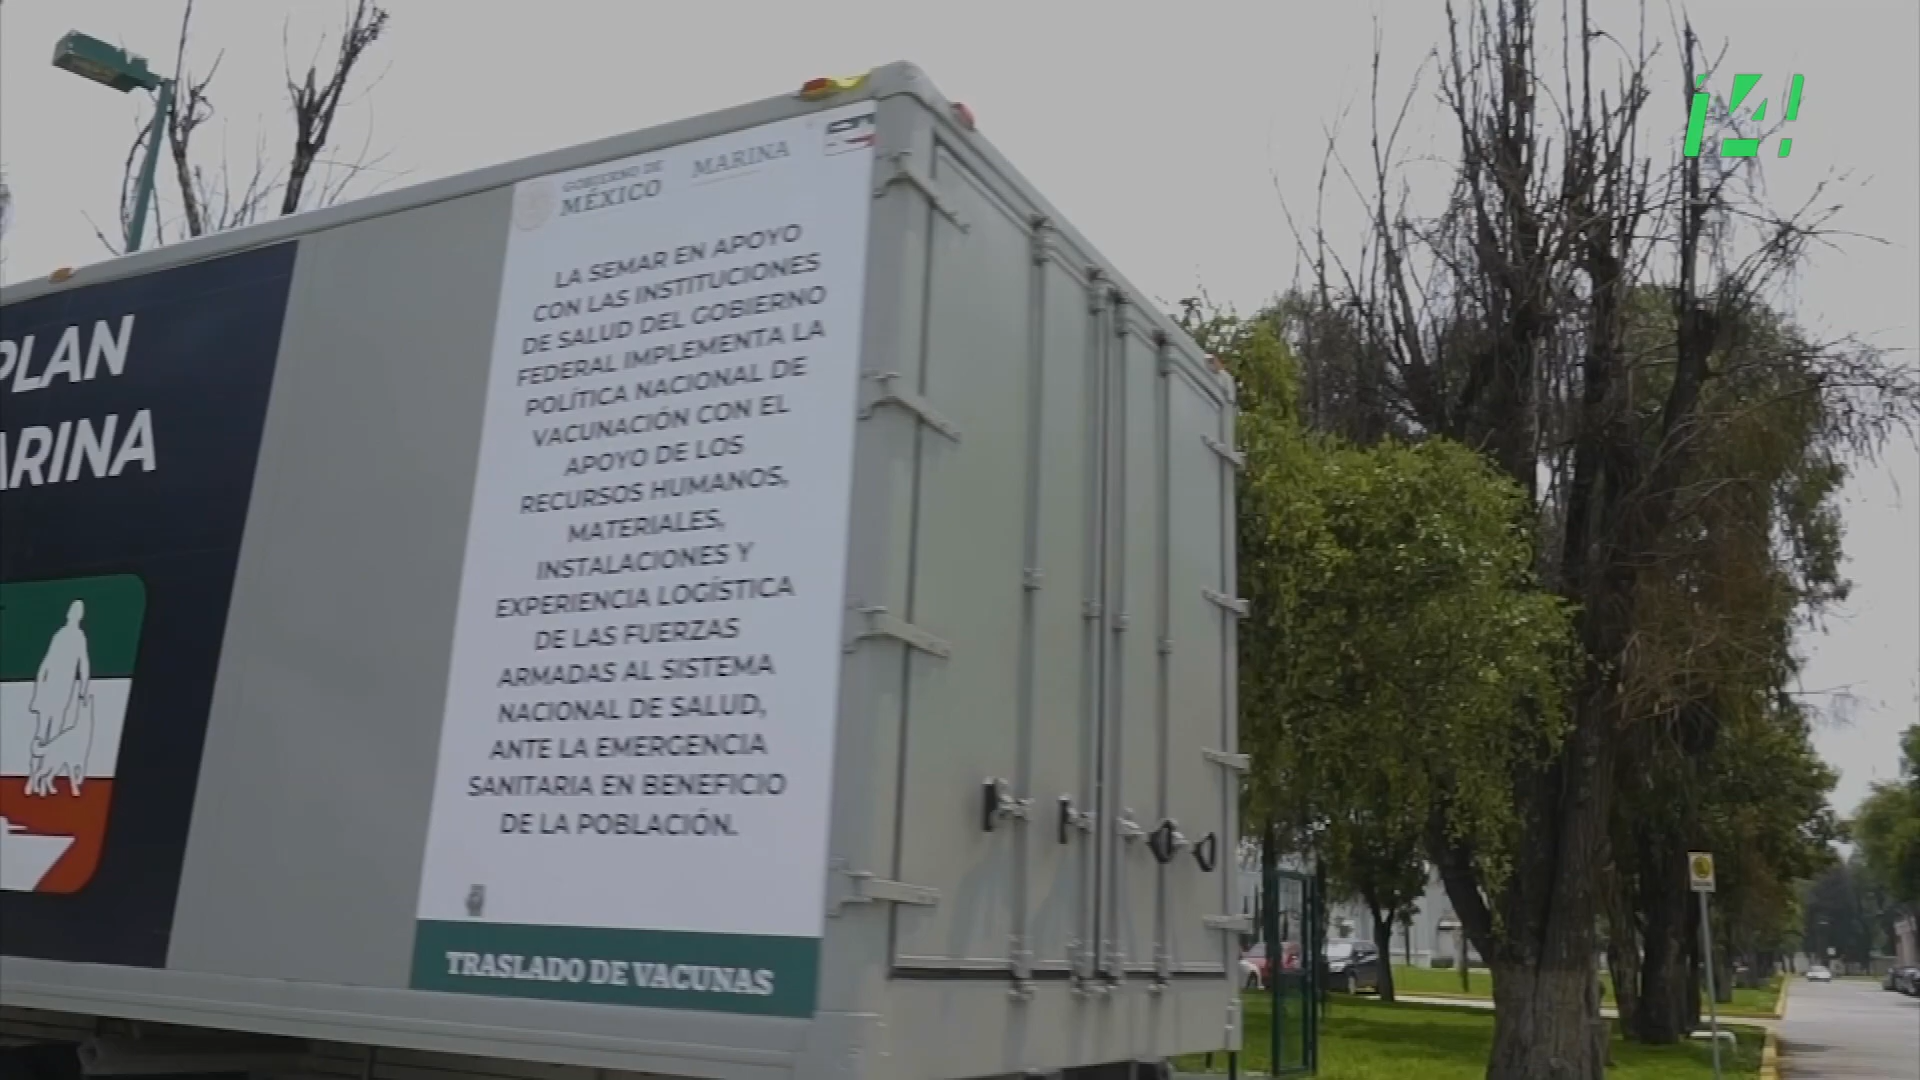 ¡4!
GOBIERNO DE
MÉXICO
MARINA
LA SEMAR EN APOYO
CON LAS INSTITUCIONES
DE SALUD DEL GOBIERNO
FEDERAL IMPLEMENTA LA
POLÍTICA NACIONAL DE
VACUNACIÓN CON EL
APOYO DE LOS
RECURSOS HUMANOS,
MATERIALES,
INSTALACIONES Y
EXPERIENCIA LOGÍSTICA
DE LAS FUERZAS
ARMADAS AL SISTEMA
NACIONAL DE SALUD,
ANTE LA EMERGENCIA
SANITARIA EN BENEFICIO
DE LA POBLACIÓN.
TRASLADO DE VACUNAS
PLAN
ARINA